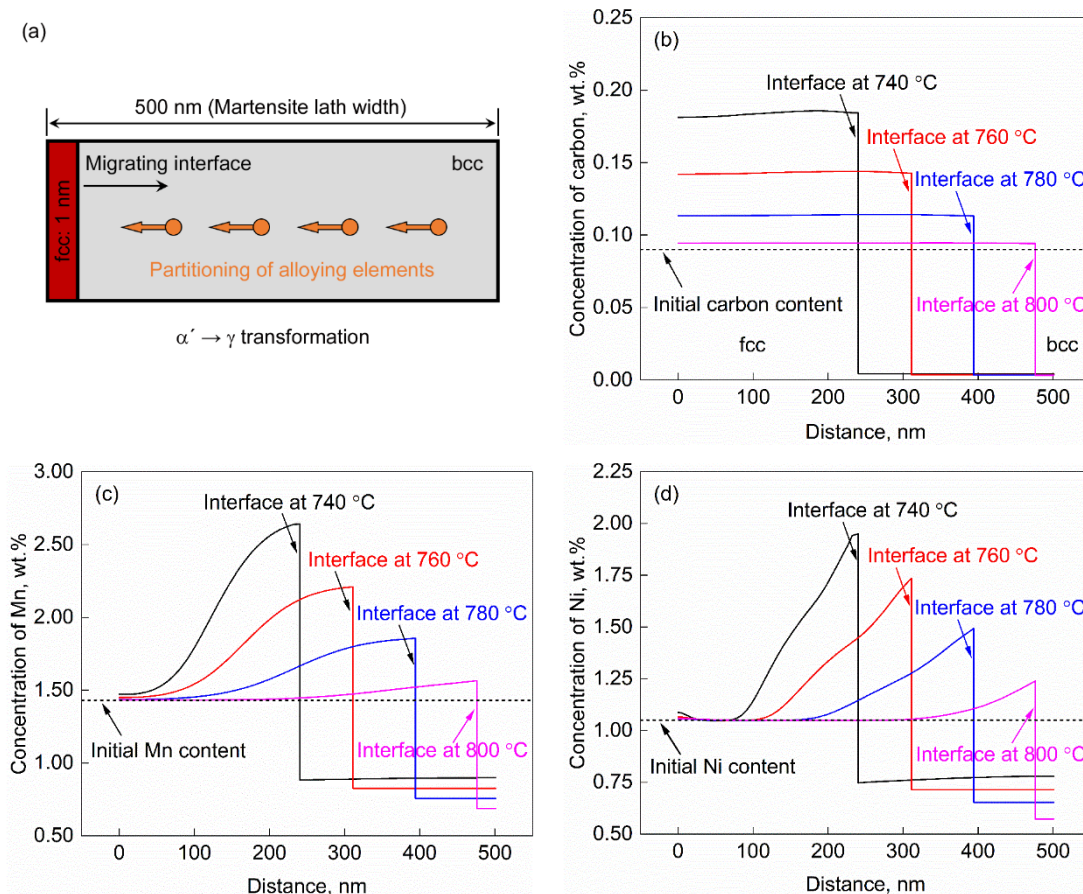 (a)
500 nm (Martensite lath width)
Migrating interface
bcc
fcc: 1 nm
Partitioning of alloying elements
α´ → γ transformation
(b)
Concentration of carbon, wt.%
0.25
0.20
0.15
0.10
0.05
0.00
Interface at 740 °C
Interface at 760 °C
Interface at 780 °C
Initial carbon content
Interface at 800 °C
fcc
bcc
0
100
200
300
400
500
Distance, nm
(c)
Concentration of Mn, wt.%
3.00
2.50
2.00
1.50
1.00
0.50
Interface at 740 °C
Interface at 760 °C
Interface at 780 °C
Initial Mn content
Interface at 800 °C
0
100
200
300
400
500
Distance, nm
(d)
Concentration of Ni, wt.%
2.25
2.00
1.75
1.50
1.25
1.00
0.75
0.50
Interface at 740 °C
Interface at 760 °C
Interface at 780 °C
Initial Ni content
Interface at 800 °C
0
100
200
300
400
500
Distance, nm